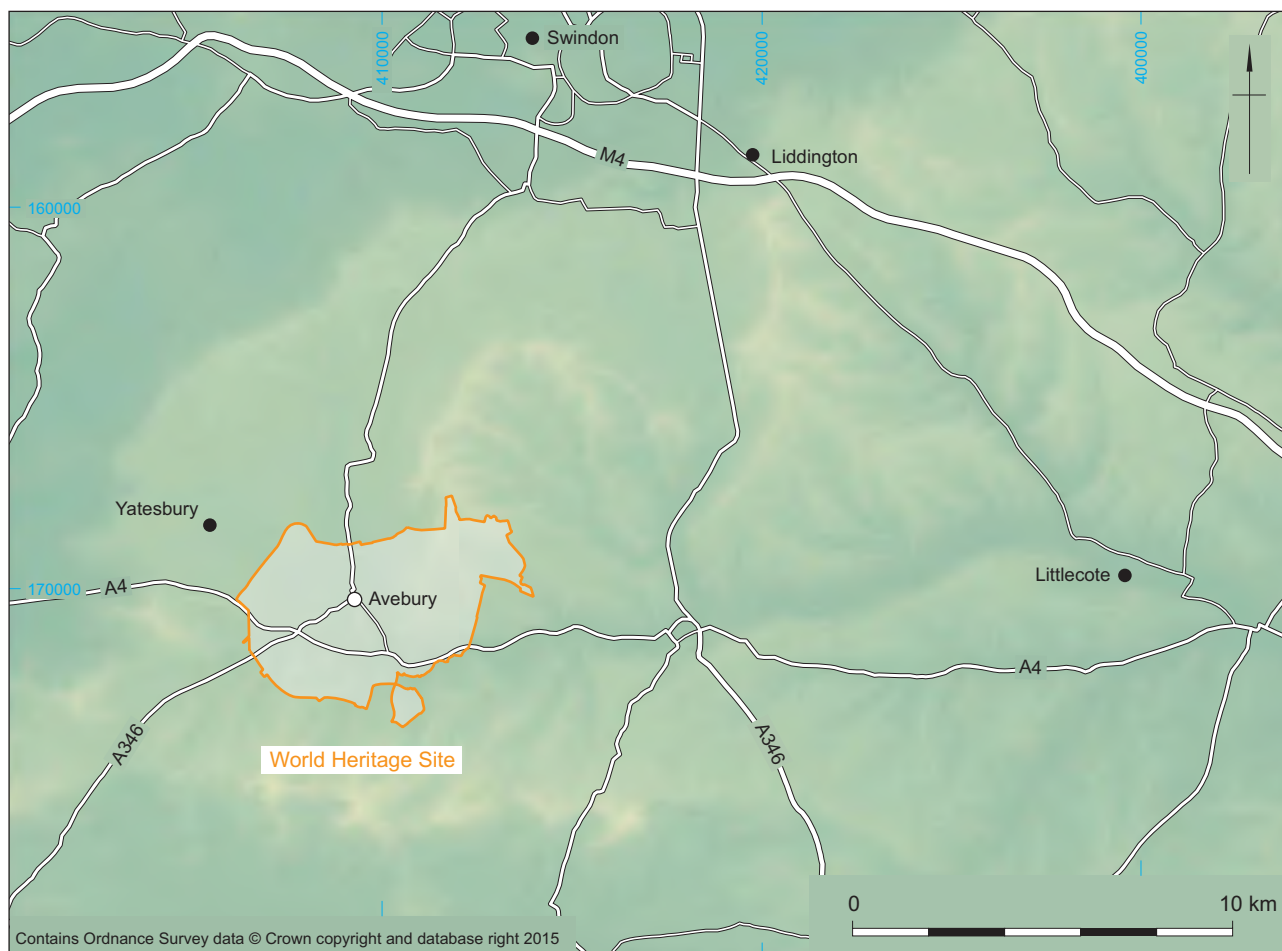 410000
420000
400000
Swindon
M4
Liddington
160000
Yatesbury
A4
170000
Avebury
Littlecote
A4
A346
A346
World Heritage Site
0
10 km
Contains Ordnance Survey data © Crown copyright and database right 2015